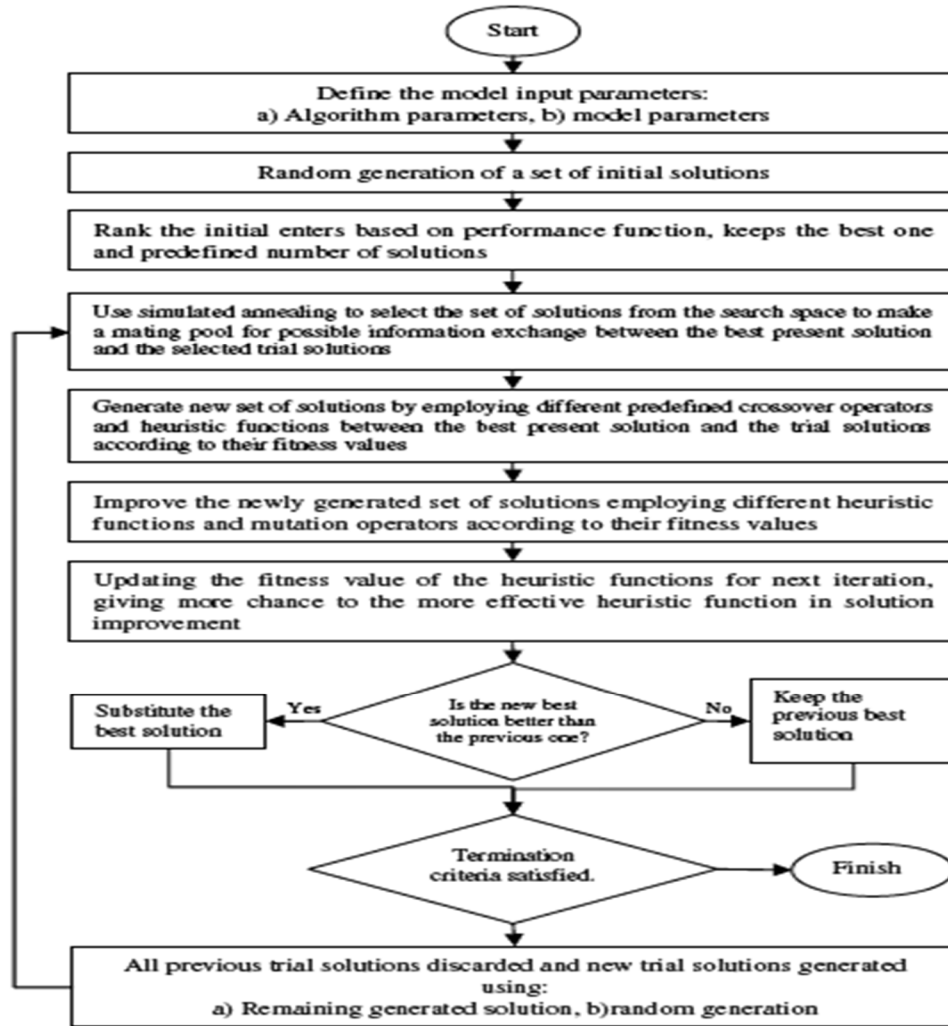 Start
Define the model input parameters:
a) Algorithm parameters, b) model parameters
Random generation of a set of initial solutions
Rank the initial enters based on performance function, keeps the best one
and predefined number of solutions
Use simulated annealing to select the set of solutions from the search space to make
a mating pool for possible information exchange between the best present solution
and the selected trial solutions
Generate new set of solutions by employing different predefined crossover operators
and heuristic functions between the best present solution and the trial solutions
according to their fitness values
Improve the newly generated set of solutions employing different heuristic
functions and mutation operators according to their fitness values
Updating the fitness value of the heuristic functions for next iteration,
giving more chance to the more effective heuristic function in solution
improvement
Substitute the
best solution
Yes
Is the new best
solution better than
the previous one?
No
Keep the
previous best
solution
Termination
criteria satisfied.
Finish
All previous trial solutions discarded and new trial solutions generated
using:
a) Remaining generated solution, b)random generation